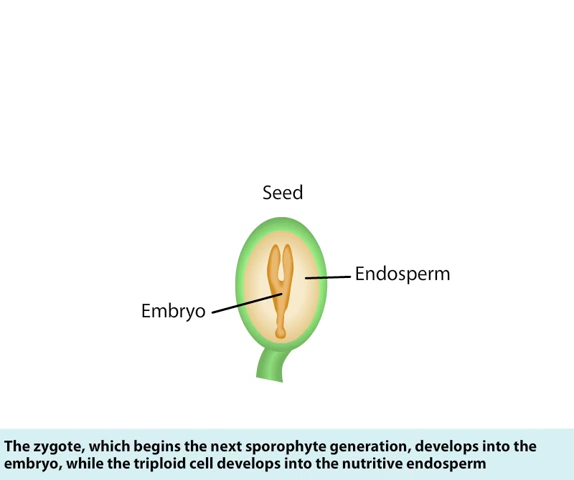 Seed
Endosperm
Embryo
The zygote, which begins the next sporophyte generation, develops into the
embryo, while the triploid cell develops into the nutritive endosperm